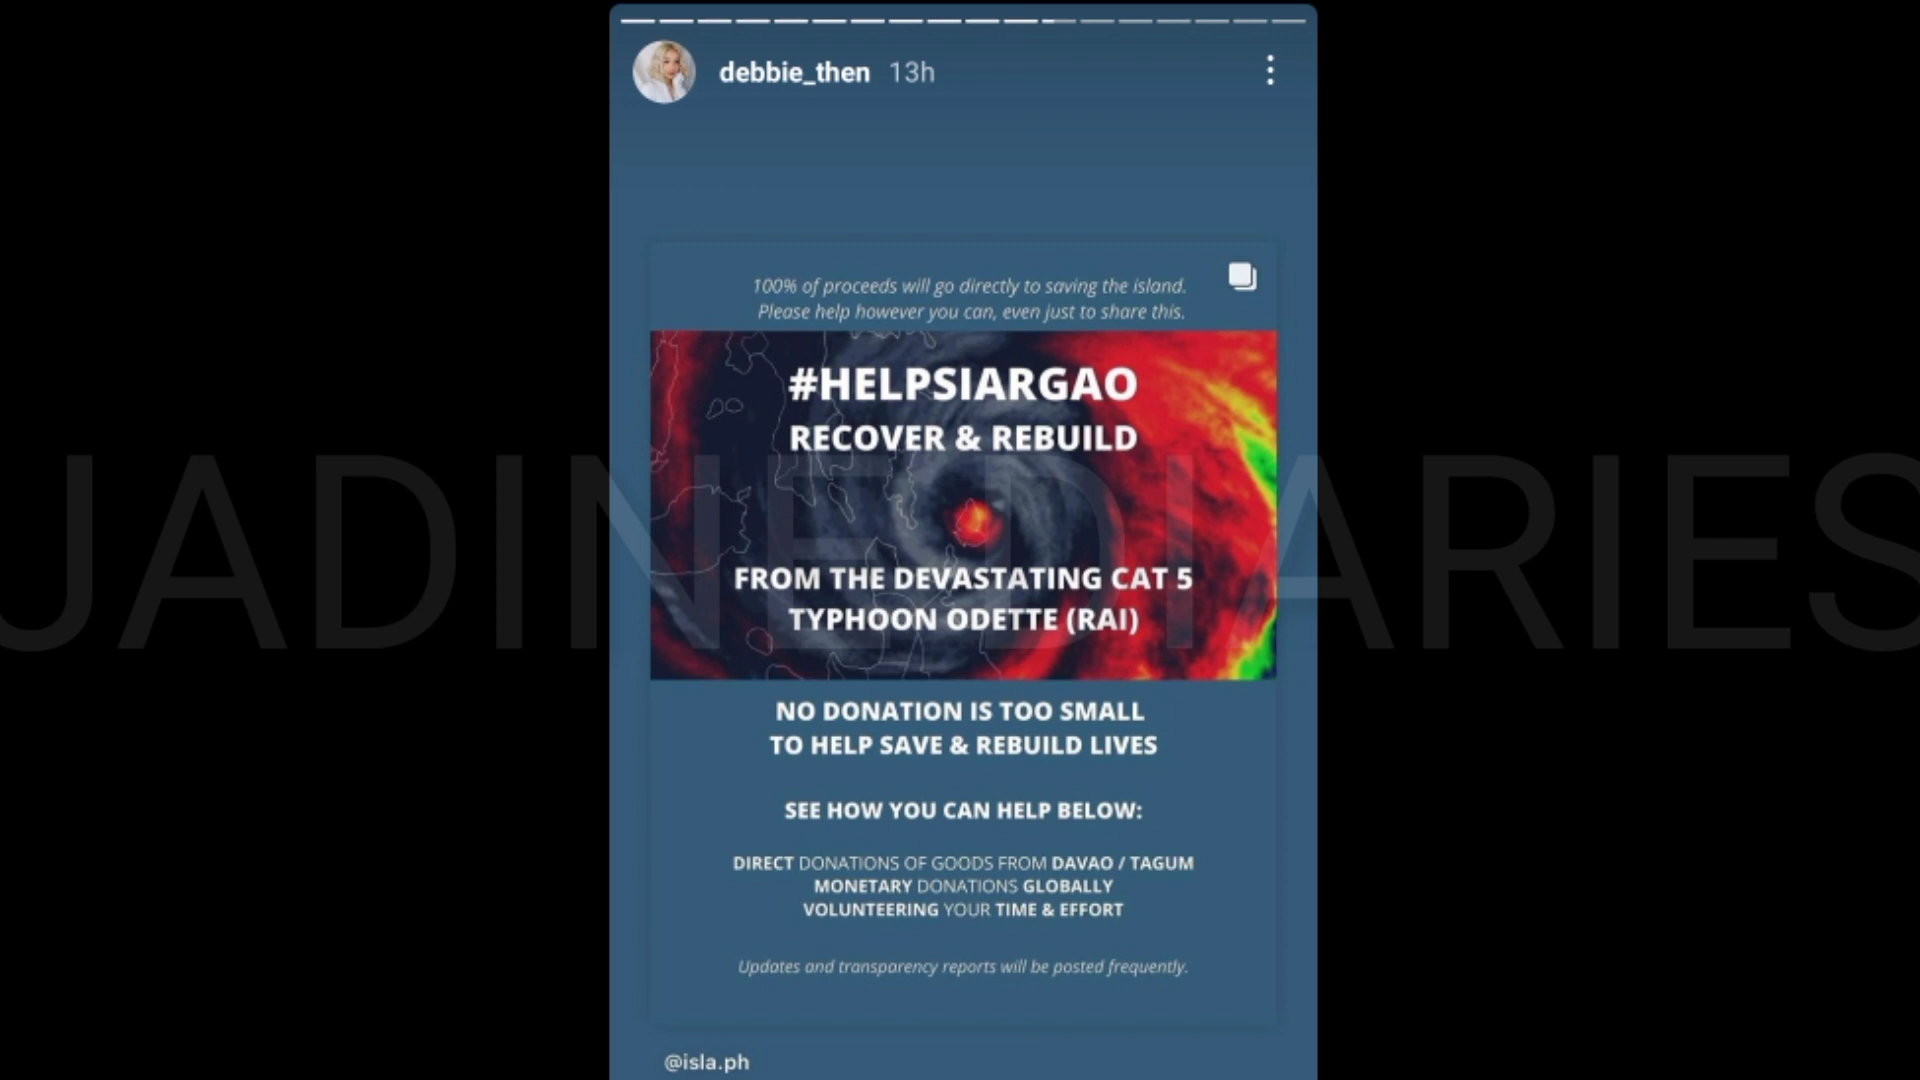 debbie_then 13h
100% of proceeds will go directly to saving the island.
Please help however you can, even just to share this.
#HELPSIARGAO
RECOVER & REBUILD
FROM THE DEVASTATING CAT 5
TYPHOON ODETTE (RAI)
JADINE DIARIES
NO DONATION IS TOO SMALL
TO HELP SAVE & REBUILD LIVES
SEE HOW YOU CAN HELP BELOW:
DIRECT DONATIONS OF GOODS FROM DAVAO / TAGUM
MONETARY DONATIONS GLOBALLY
VOLUNTEERING YOUR TIME & EFFORT
Updates and transparency reports will be posted frequently.
@isla.ph